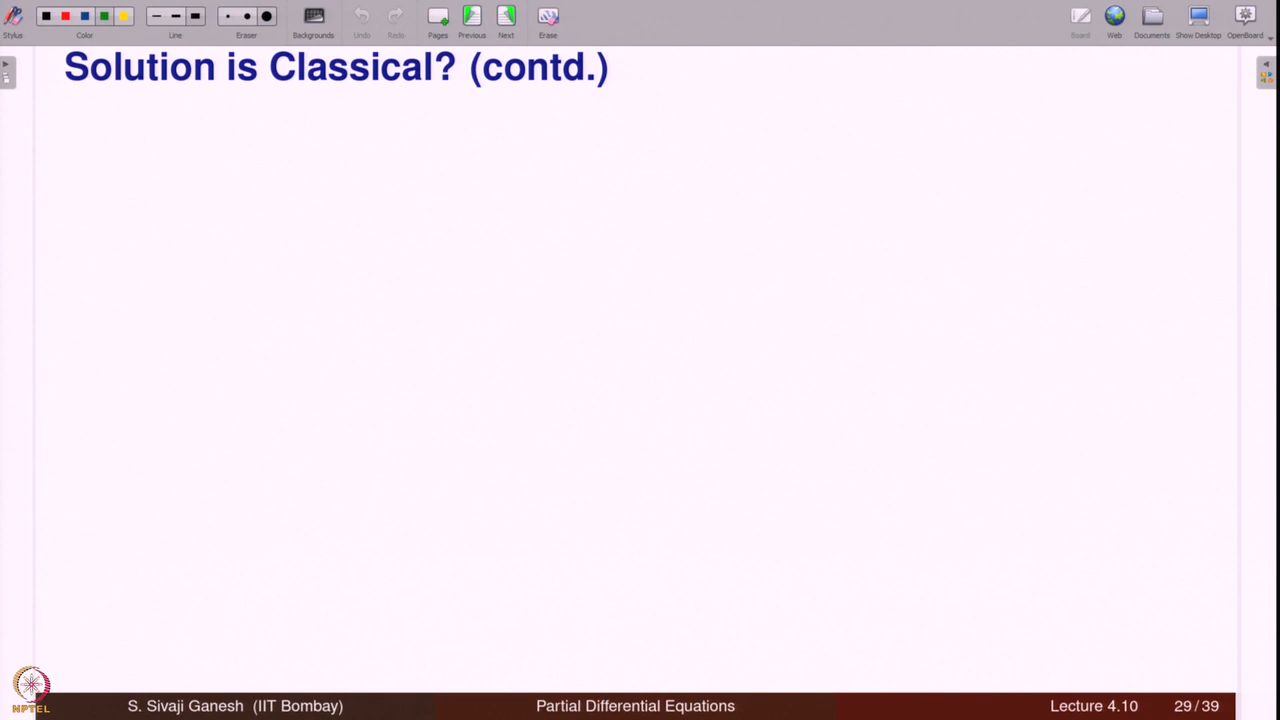 Stylus
Color
Line
Eraser
Backgrounds
Undo
Redo
Pages
Previous
Next
Erase
Board
Web
Documents
Show Desktop
OpenBoard
Solution is Classical? (contd.)
NPTEL
S. Sivaji Ganesh (IIT Bombay)
Partial Differential Equations
Lecture 4.10
29 / 39